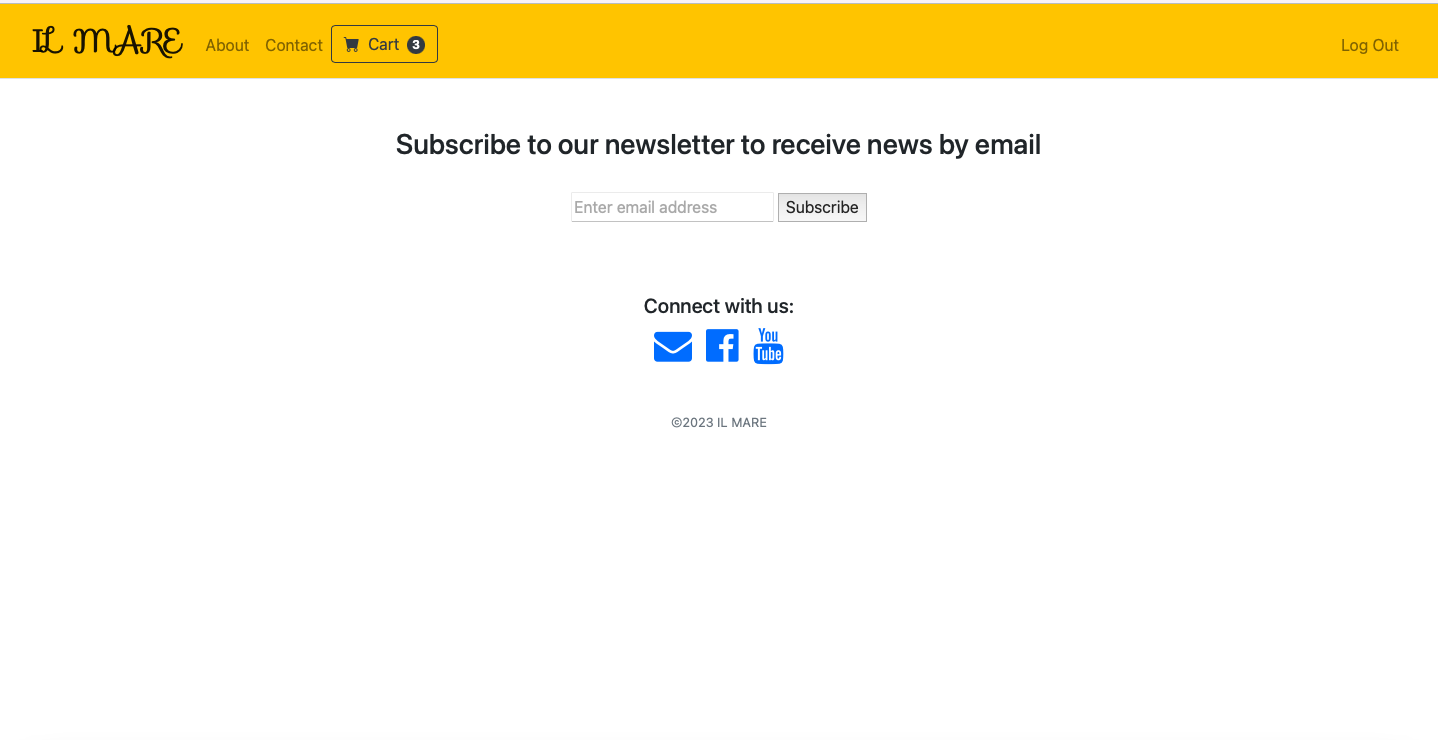 IL MARE About Contact Cart 3 Log Out
Subscribe to our newsletter to receive news by email
Enter email address Subscribe
Connect with us:
You
Tube
©2023 IL MARE